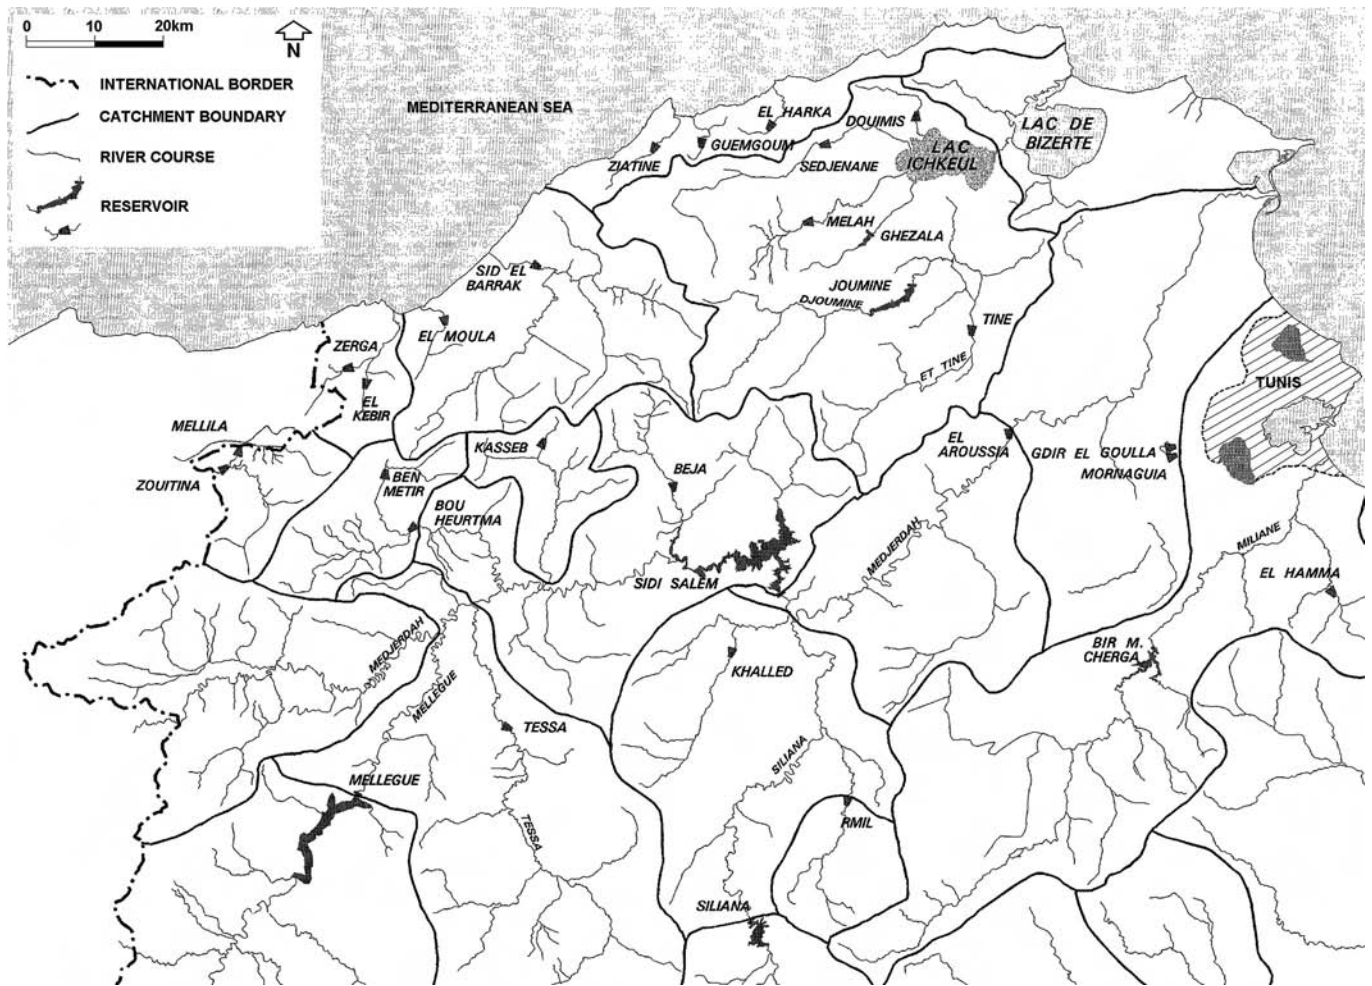 0 10 20km
N
INTERNATIONAL BORDER
CATCHMENT BOUNDARY
RIVER COURSE
RESERVOIR
MEDITERRANEAN SEA
EL HARKA
DOUIMIS
LAC DE
BIZERTE
GUEMGOUM
ZIATINE
SEDJENANE
LAC
ICHKEUL
MELAH
GHEZALA
SID EL
BARRAK
JOUMINE
DJOUMINE
TINE
EL MOULA
ZERGA
ET TINE
TUNIS
EL
KEBIR
MELLILA
KASSEB
EL
AROUSSIA
GDIR EL GOULLA
MORNAGUIA
ZOUITINA
BEN
METIR
BEJA
BOU
HEURTMA
MEDJERDAH
MILIANE
SIDI SALEM
EL HAMMA
MEDJERDAH
BIR M.
CHERGA
KHALLED
MELLEGUE
TESSA
SILIANA
MELLEGUE
TESSA
RMIL
SILIANA